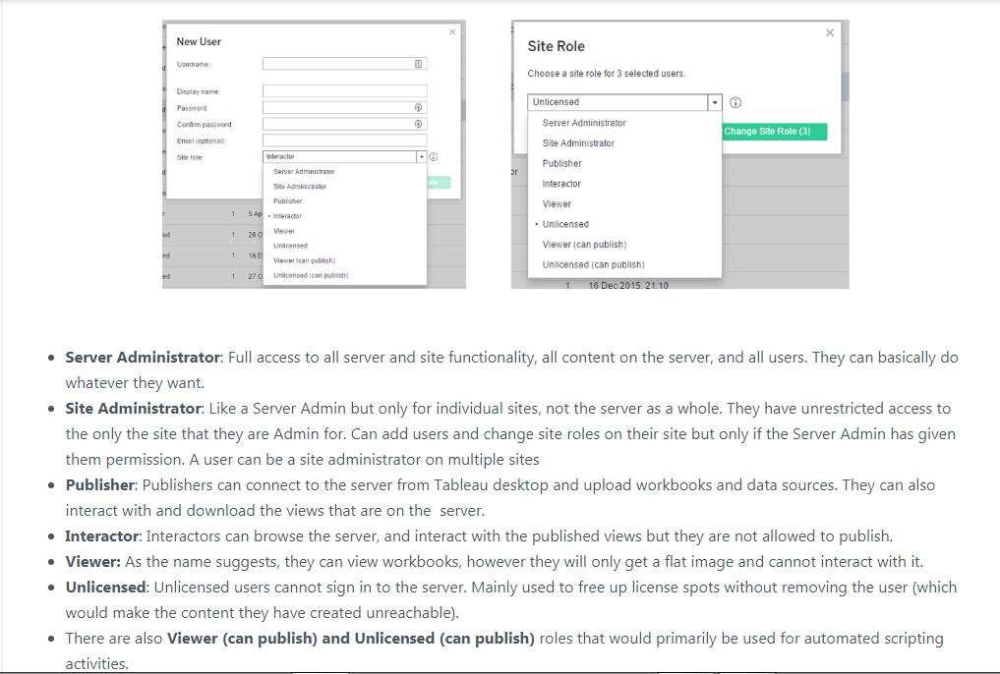 New User
Username:
Display name:
Password:
Confirm password:
Email (optional):
Site role:
Interactor
Server Administrator
Site Administrator
Publisher
• Interactor
Viewer
Unlicensed
Viewer (can publish)
Unlicensed (can publish)
1 5 Ap
ed 1 26 O
ed 1 16 D
ed 1 27 O
Site Role
Choose a site role for 3 selected users.
Unlicensed
Change Site Role (3)
Server Administrator
Site Administrator
Publisher
Interactor
Viewer
• Unlicensed
Viewer (can publish)
Unlicensed (can publish)
or
1 16 Dec 2015, 21:10
• Server Administrator: Full access to all server and site functionality, all content on the server, and all users. They can basically do
whatever they want.
• Site Administrator: Like a Server Admin but only for individual sites, not the server as a whole. They have unrestricted access to
the only the site that they are Admin for. Can add users and change site roles on their site but only if the Server Admin has given
them permission. A user can be a site administrator on multiple sites
• Publisher: Publishers can connect to the server from Tableau desktop and upload workbooks and data sources. They can also
interact with and download the views that are on the server.
• Interactor: Interactors can browse the server, and interact with the published views but they are not allowed to publish.
• Viewer: As the name suggests, they can view workbooks, however they will only get a flat image and cannot interact with it.
• Unlicensed: Unlicensed users cannot sign in to the server. Mainly used to free up license spots without removing the user (which
would make the content they have created unreachable).
• There are also Viewer (can publish) and Unlicensed (can publish) roles that would primarily be used for automated scripting
activities.